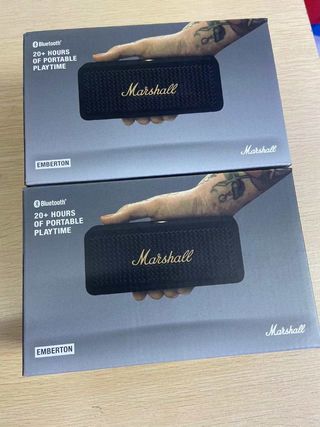 Bluetooth®
20+ HOURS
OF PORTABLE
PLAYTIME
Marshall
EMBERTON
Marshall
Bluetooth®
20+ HOURS
OF PORTABLE
PLAYTIME
Marshall
EMBERTON
Marshall